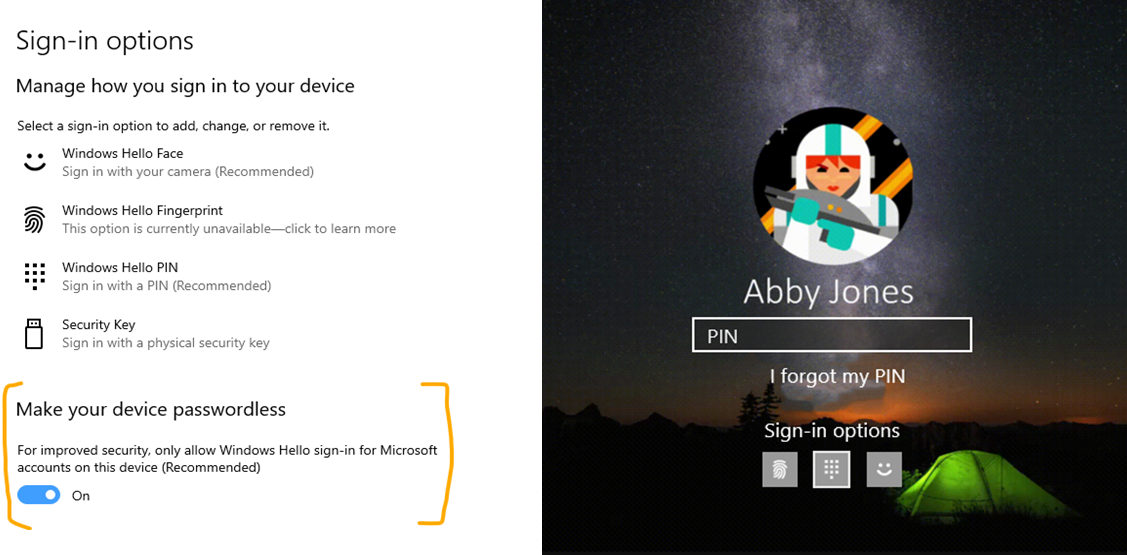 Sign-in options
Manage how you sign in to your device
Select a sign-in option to add, change, or remove it.
Windows Hello Face
Sign in with your camera (Recommended)
Windows Hello Fingerprint
This option is currently unavailable—click to learn more
Windows Hello PIN
Sign in with a PIN (Recommended)
Security Key
Sign in with a physical security key
Make your device passwordless
For improved security, only allow Windows Hello sign-in for Microsoft
accounts on this device (Recommended)
On
Abby Jones
PIN
I forgot my PIN
Sign-in options